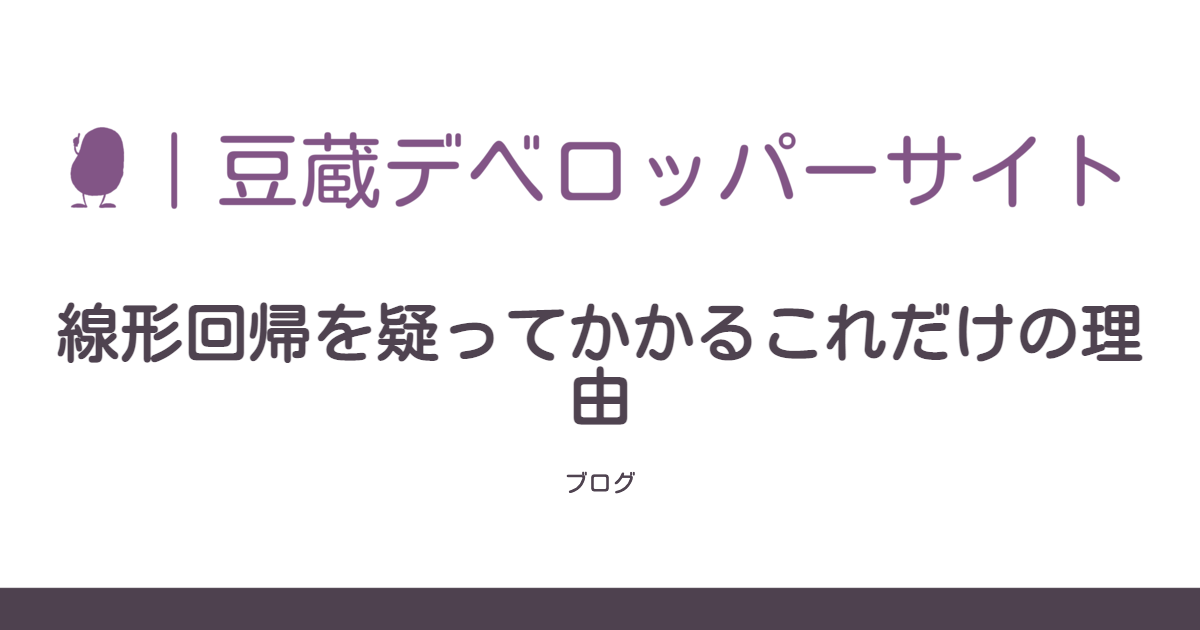 ｜豆蔵デベロッパーサイト
線形回帰を疑ってかかるこれだけの理
由
ブログ